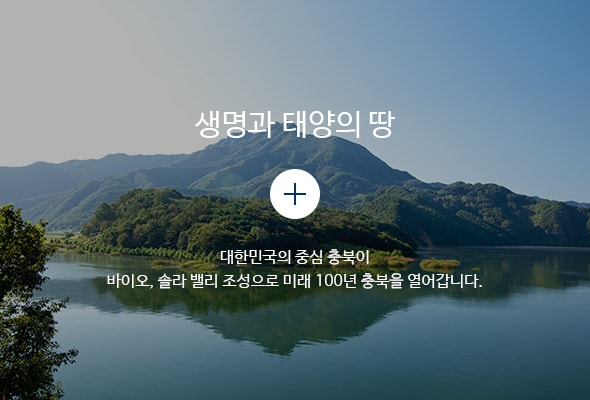 생명과 태양의 땅
대한민국의 중심 충북이
바이오, 솔라 밸리 조성으로 미래 100년 충북을 열어갑니다.